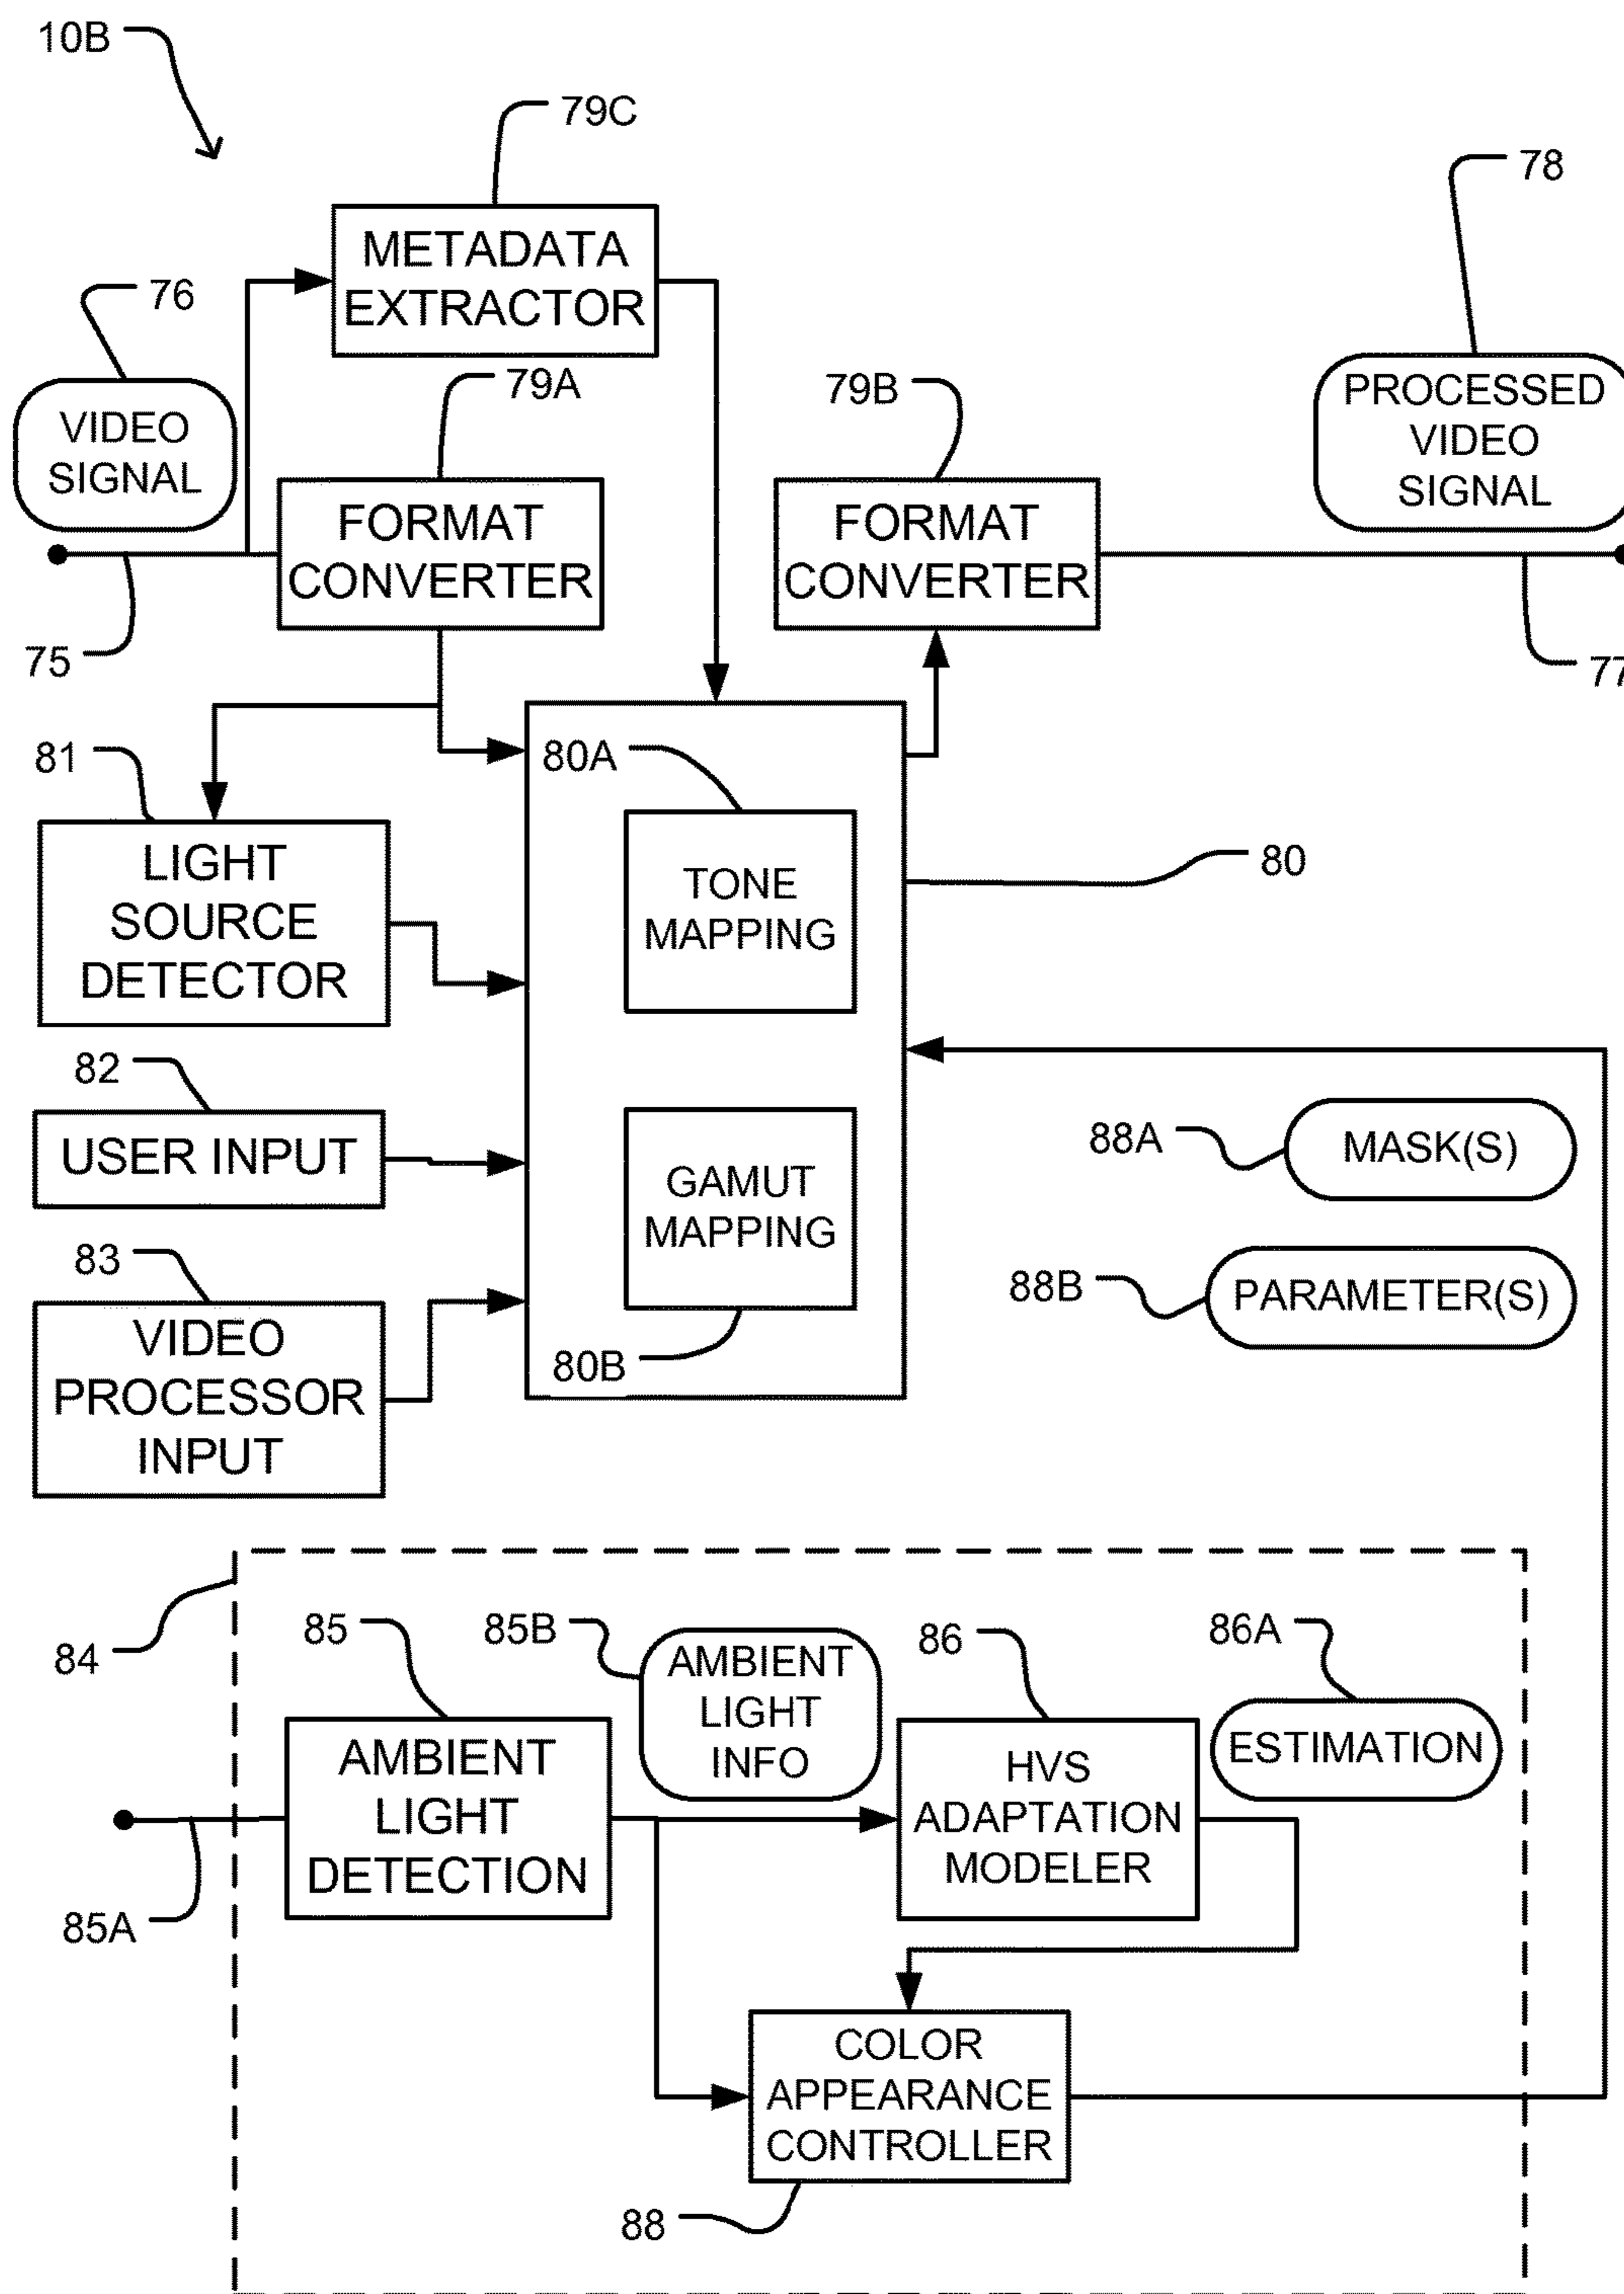 10B
79C
78
METADATA
EXTRACTOR
76
79A
79B
PROCESSED
VIDEO
SIGNAL
VIDEO
SIGNAL
FORMAT
CONVERTER
FORMAT
CONVERTER
75
77
81
80A
LIGHT
SOURCE
DETECTOR
TONE
MAPPING
80
82
USER INPUT
88A
MASK(S)
GAMUT
MAPPING
83
88B
PARAMETER(S)
VIDEO
PROCESSOR
INPUT
80B
84
85
85B
AMBIENT
LIGHT
INFO
86
86A
ESTIMATION
AMBIENT
LIGHT
DETECTION
HVS
ADAPTATION
MODELER
85A
COLOR
APPEARANCE
CONTROLLER
88